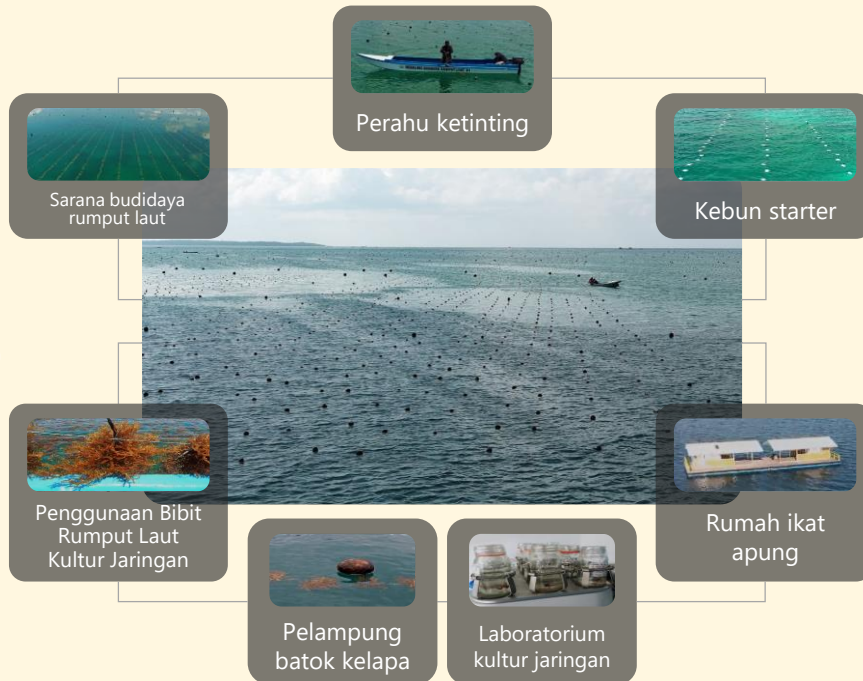 Perahu ketinting
Sarana budidaya
rumput laut
Kebun starter
Penggunaan Bibit
Rumput Laut
Kultur Jaringan
Rumah ikat
apung
Pelampung
batok kelapa
Laboratorium
kultur jaringan